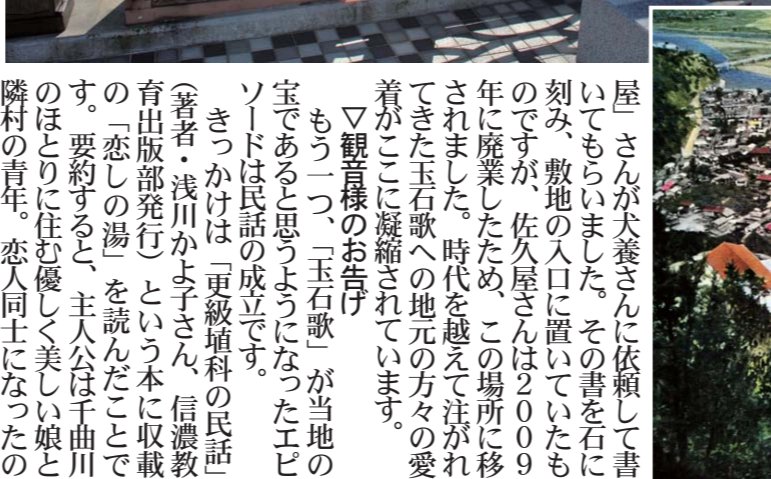 屋」さんが犬養さんに依頼して書
いてもらいました。その書を石に
刻み、敷地の入口に置いていたも
のですが、佐久屋さんは2009
年に廃業したため、この場所に移
されました。時代を越えて注がれ
てきた玉石歌への地元の方々の愛
着がここに凝縮されています。
▽観音様のお告げ
もう一つ、「玉石歌」が当地の
宝であると思うようになったエピ
ソードは民話の成立です。
きっかけは「更級埴科の民話」
(著者・浅川かよ子さん、信濃教
育出版部発行)という本に収載
の「恋しの湯」を読んだことで
す。要約すると、主人公は千曲川
のほとりに住む優しく美しい娘と
隣村の青年。恋人同士になったの